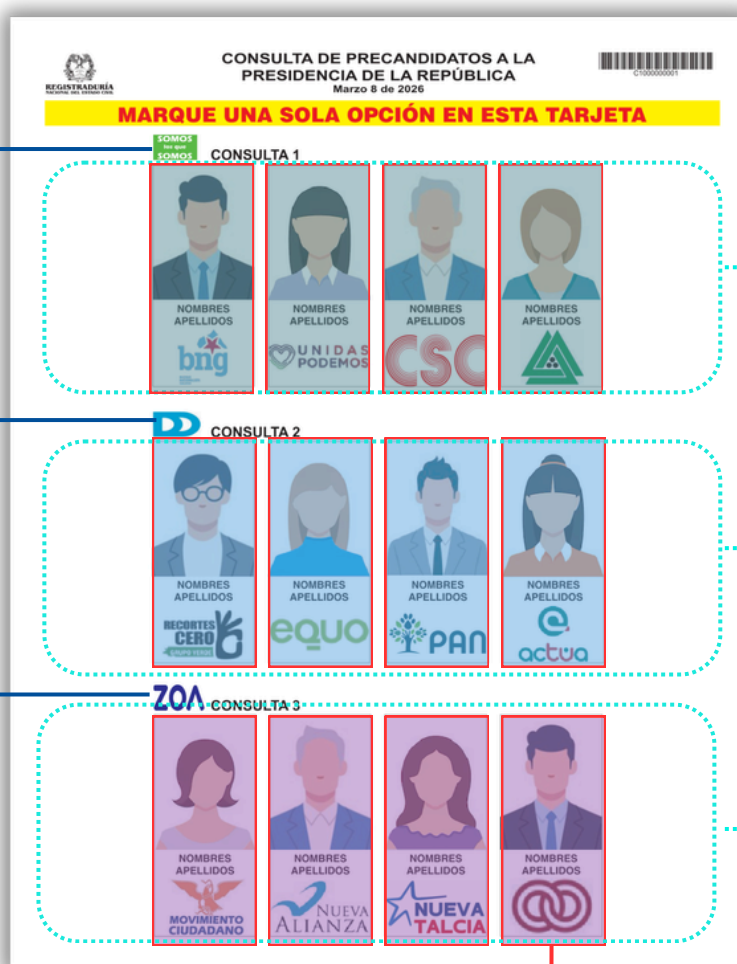 CONSULTA DE PRECANDIDATOS A LA
PRESIDENCIA DE LA REPÚBLICA
Marzo 8 de 2026
REGISTRADURÍA
NACIONAL DEL ESTADO CIVIL
C1000000001
MARQUE UNA SOLA OPCIÓN EN ESTA TARJETA
SOMOS
los que
SOMOS
CONSULTA 1
NOMBRES NOMBRES NOMBRES NOMBRES
APELLIDOS APELLIDOS APELLIDOS APELLIDOS
bng UNIDAS PODEMOS CSC
DD CONSULTA 2
NOMBRES NOMBRES NOMBRES NOMBRES
APELLIDOS APELLIDOS APELLIDOS APELLIDOS
RECORTES
CERO
GRUPO VERDE
equo
PAN
actúa
ZOA CONSULTA 3
NOMBRES NOMBRES NOMBRES NOMBRES
APELLIDOS APELLIDOS APELLIDOS APELLIDOS
MOVIMIENTO
CIUDADANO
NUEVA
ALIANZA
NUEVA
TALCIA